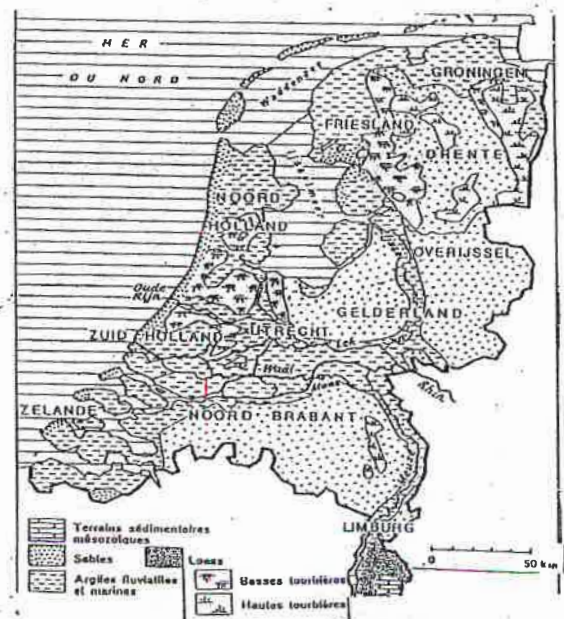 MER
DU NORD
Waddenzee
GRONINGEN
FRIESLAND
DRENTE
NOORD
HOLLAND
OVERIJSSEL
Oude
Rijn
GELDERLAND
UTRECHT
ZUID HOLLAND
Lek
Waal
Rhin
Maas
ZELANDE
NOORD BRABANT
LIMBURG
Terrains sédimentaires
mésozoïques
Sables
Loess
Argiles fluviatiles
et marines
Basses tourbières
Hautes tourbières
0
50 km